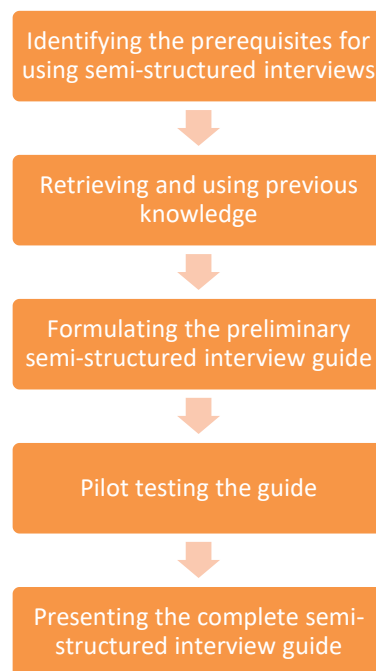 Identifying the prerequisites for
using semi-structured interviews
Retrieving and using previous
knowledge
Formulating the preliminary
semi-structured interview guide
Pilot testing the guide
Presenting the complete semi-
structured interview guide